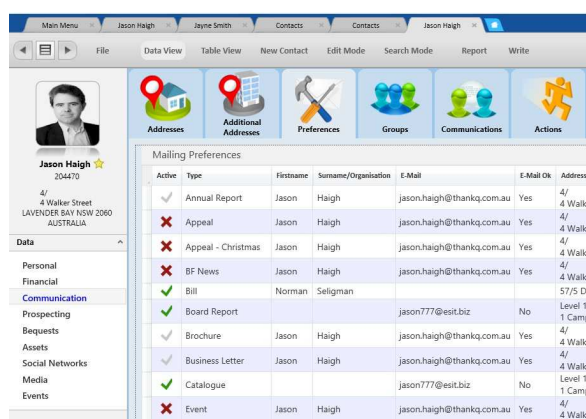 Main Menu
Jason Haigh
Jayne Smith
Contacts
Contacts
Jason Haigh
File
Data View
Table View
New Contact
Edit Mode
Search Mode
Report
Write
Addresses
Additional
Addresses
Preferences
Groups
Communications
Actions
Jason Haigh
204470
4/
4 Walker Street
LAVENDER BAY NSW 2060
AUSTRALIA
Data
Personal
Financial
Communication
Prospecting
Bequests
Assets
Social Networks
Media
Events
Mailing Preferences
Active Type Firstname Surname/Organisation E-Mail E-Mail Ok Address
Annual Report Jason Haigh jason.haigh@thankq.com.au Yes 4/
4 Walk
Appeal Jason Haigh jason.haigh@thankq.com.au Yes 4/
4 Walk
Appeal - Christmas Jason Haigh jason.haigh@thankq.com.au Yes 4/
4 Walk
BF News Jason Haigh jason.haigh@thankq.com.au Yes 4/
4 Walk
Bill Norman Seligman 57/5 D
Board Report jason777@esit.biz No Level 1
1 Camp
Brochure Jason Haigh jason.haigh@thankq.com.au Yes 4/
4 Walk
Business Letter Jason Haigh jason.haigh@thankq.com.au Yes 4/
4 Walk
Catalogue jason777@esit.biz No Level 1
1 Camp
Event Jason Haigh jason.haigh@thankq.com.au Yes 4/
4 Walk